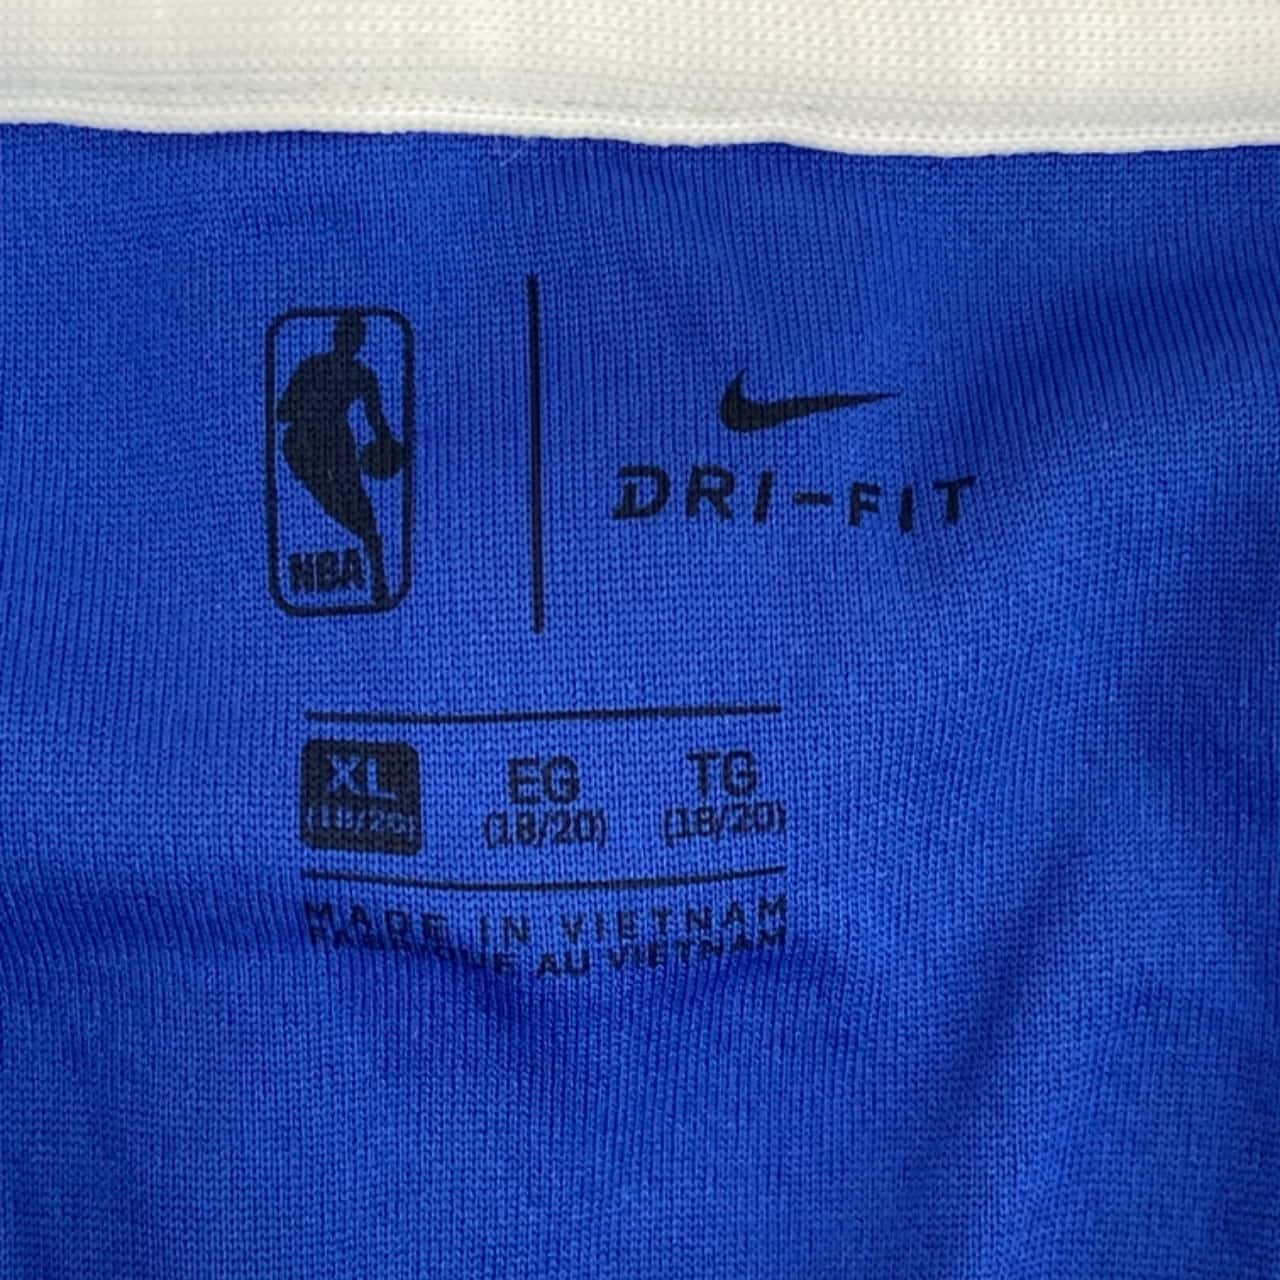 NBA
DRI-FIT
XL EG TG
(18/20) (18/20) (18/20)
MADE IN VIETNAM
FABRIQUE AU VIETNAM